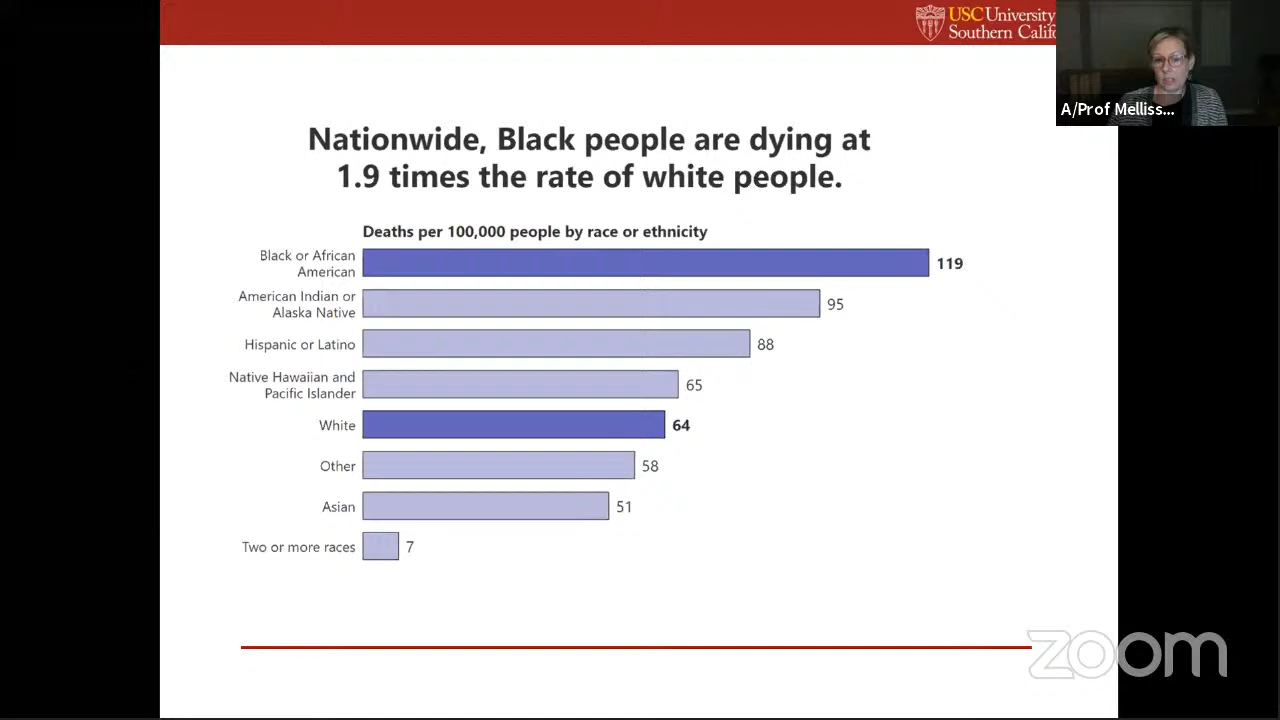 USC University
Southern Calif
A/Prof Melliss...
Nationwide, Black people are dying at
1.9 times the rate of white people.
Deaths per 100,000 people by race or ethnicity
Black or African
American
119
American Indian or
Alaska Native
95
Hispanic or Latino
88
Native Hawaiian and
Pacific Islander
65
White
64
Other
58
Asian
51
Two or more races
7
zoom